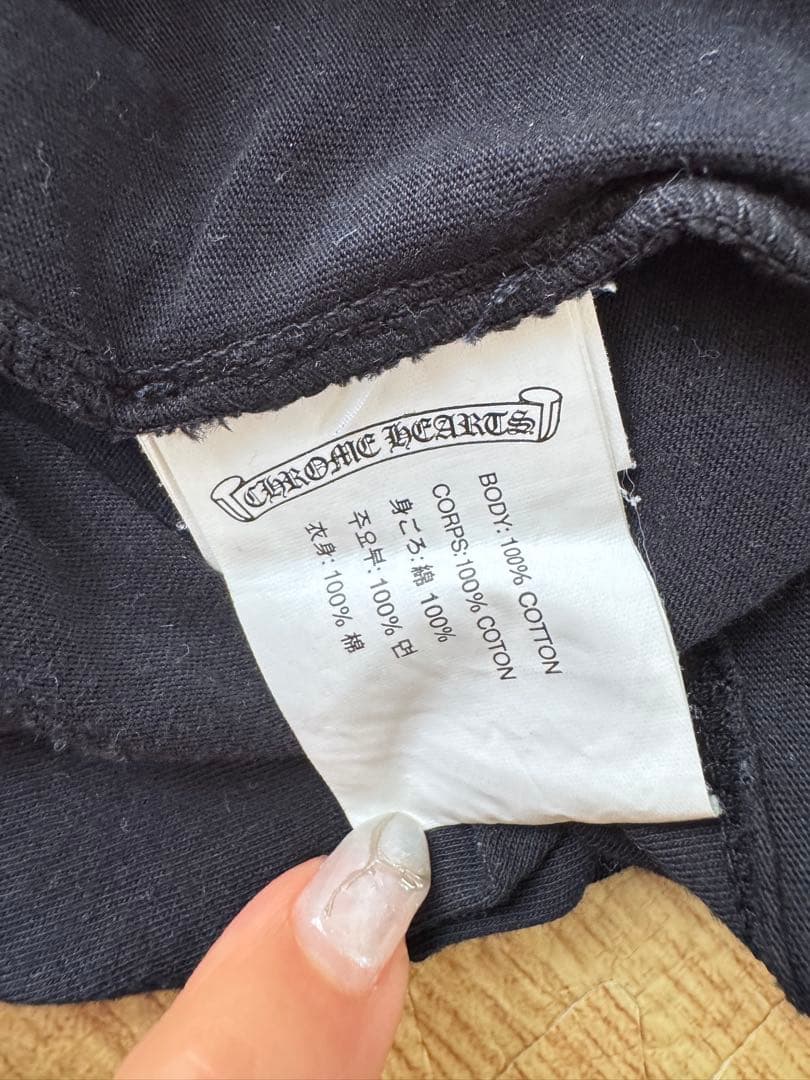 CHROME HEARTS
BODY: 100% COTTON
CORPS:100% COTON
身ごろ:綿 100%
주요부: 100% 면
衣身: 100% 棉